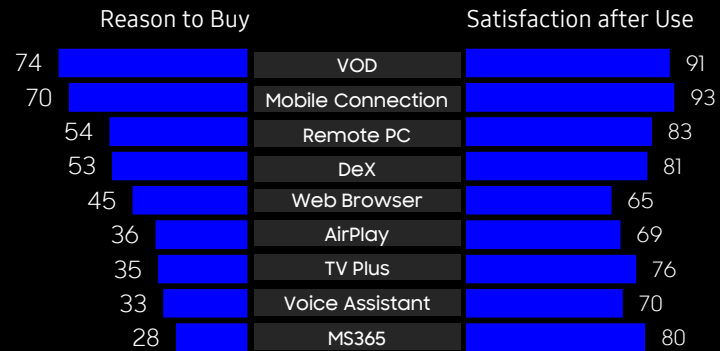 Reason to Buy Satisfaction after Use
74 VOD 91
70 Mobile Connection 93
54 Remote PC 83
53 DeX 81
45 Web Browser 65
36 AirPlay 69
35 TV Plus 76
33 Voice Assistant 70
28 MS365 80